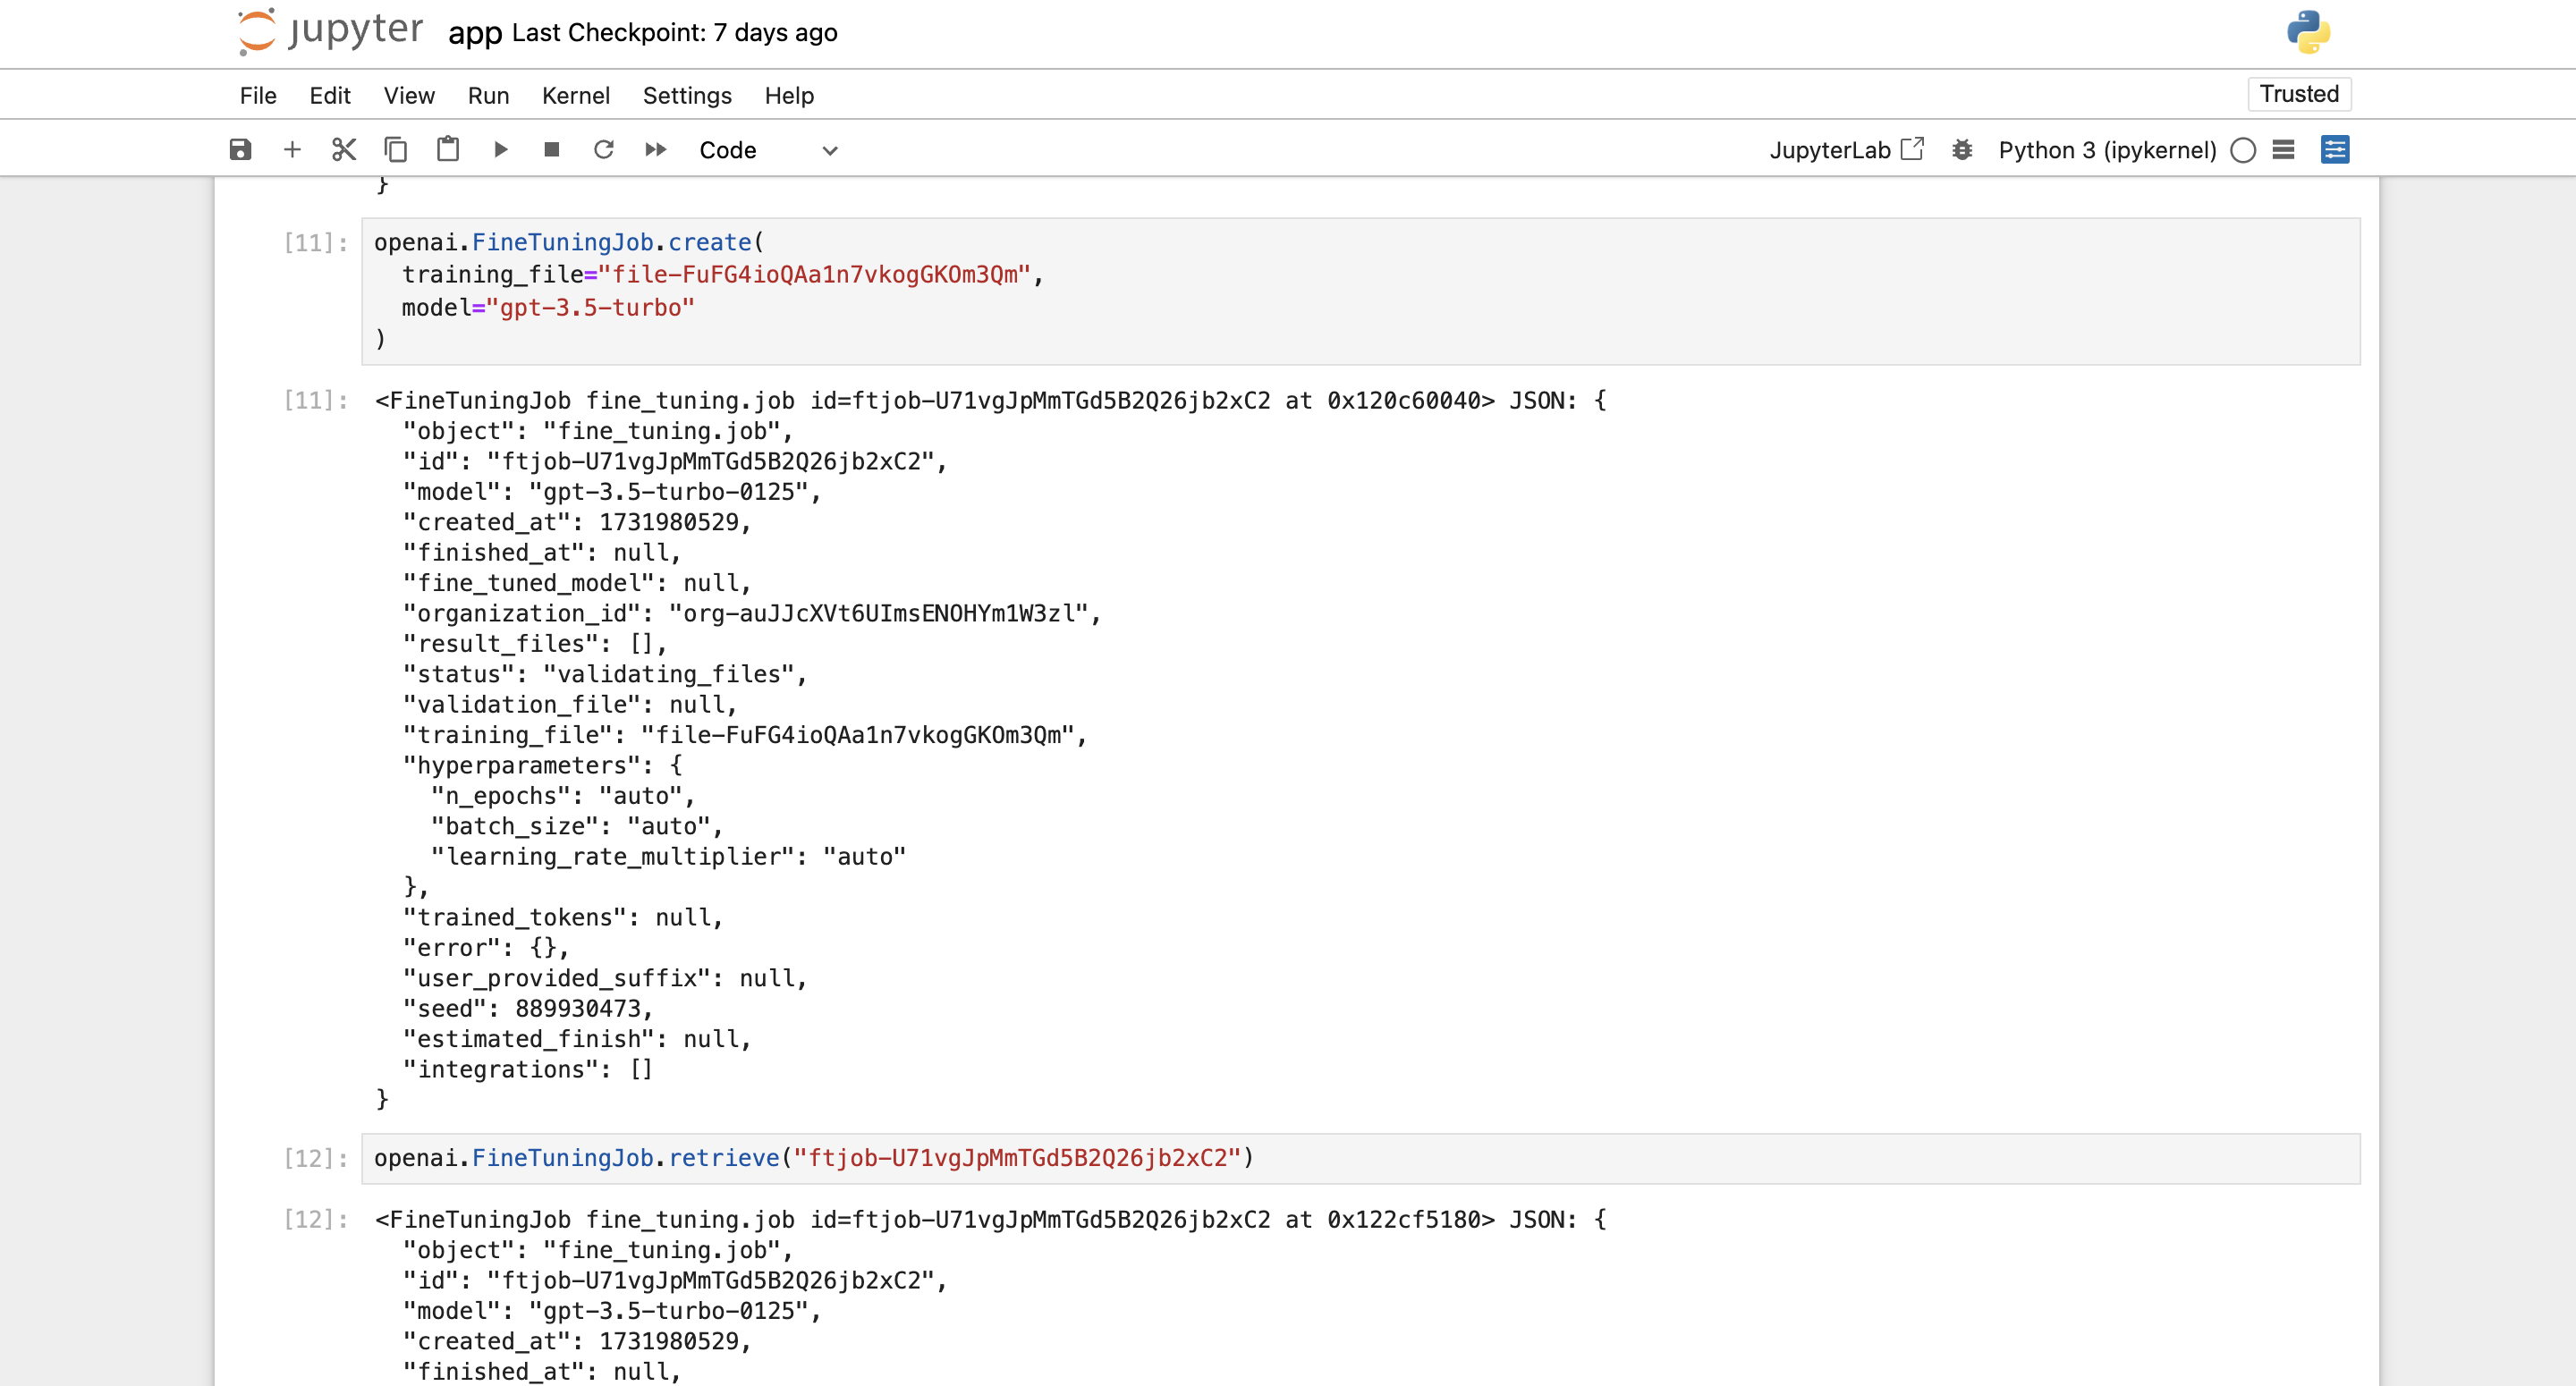 jupyter app Last Checkpoint: 7 days ago
File Edit View Run Kernel Settings Help Trusted
Code JupyterLab Python 3 (ipykernel)
}
[11]: openai.FineTuningJob.create(
  training_file="file-FuFG4ioQAa1n7vkogGKOm3Qm",
  model="gpt-3.5-turbo"
)
[11]: <FineTuningJob fine_tuning.job id=ftjob-U71vgJpMmTGd5B2Q26jb2xC2 at 0x120c60040> JSON: {
  "object": "fine_tuning.job",
  "id": "ftjob-U71vgJpMmTGd5B2Q26jb2xC2",
  "model": "gpt-3.5-turbo-0125",
  "created_at": 1731980529,
  "finished_at": null,
  "fine_tuned_model": null,
  "organization_id": "org-auJJcXVt6UImsENOHYm1W3zl",
  "result_files": [],
  "status": "validating_files",
  "validation_file": null,
  "training_file": "file-FuFG4ioQAa1n7vkogGKOm3Qm",
  "hyperparameters": {
    "n_epochs": "auto",
    "batch_size": "auto",
    "learning_rate_multiplier": "auto"
  },
  "trained_tokens": null,
  "error": {},
  "user_provided_suffix": null,
  "seed": 889930473,
  "estimated_finish": null,
  "integrations": []
}
[12]: openai.FineTuningJob.retrieve("ftjob-U71vgJpMmTGd5B2Q26jb2xC2")
[12]: <FineTuningJob fine_tuning.job id=ftjob-U71vgJpMmTGd5B2Q26jb2xC2 at 0x122cf5180> JSON: {
  "object": "fine_tuning.job",
  "id": "ftjob-U71vgJpMmTGd5B2Q26jb2xC2",
  "model": "gpt-3.5-turbo-0125",
  "created_at": 1731980529,
  "finished_at": null,